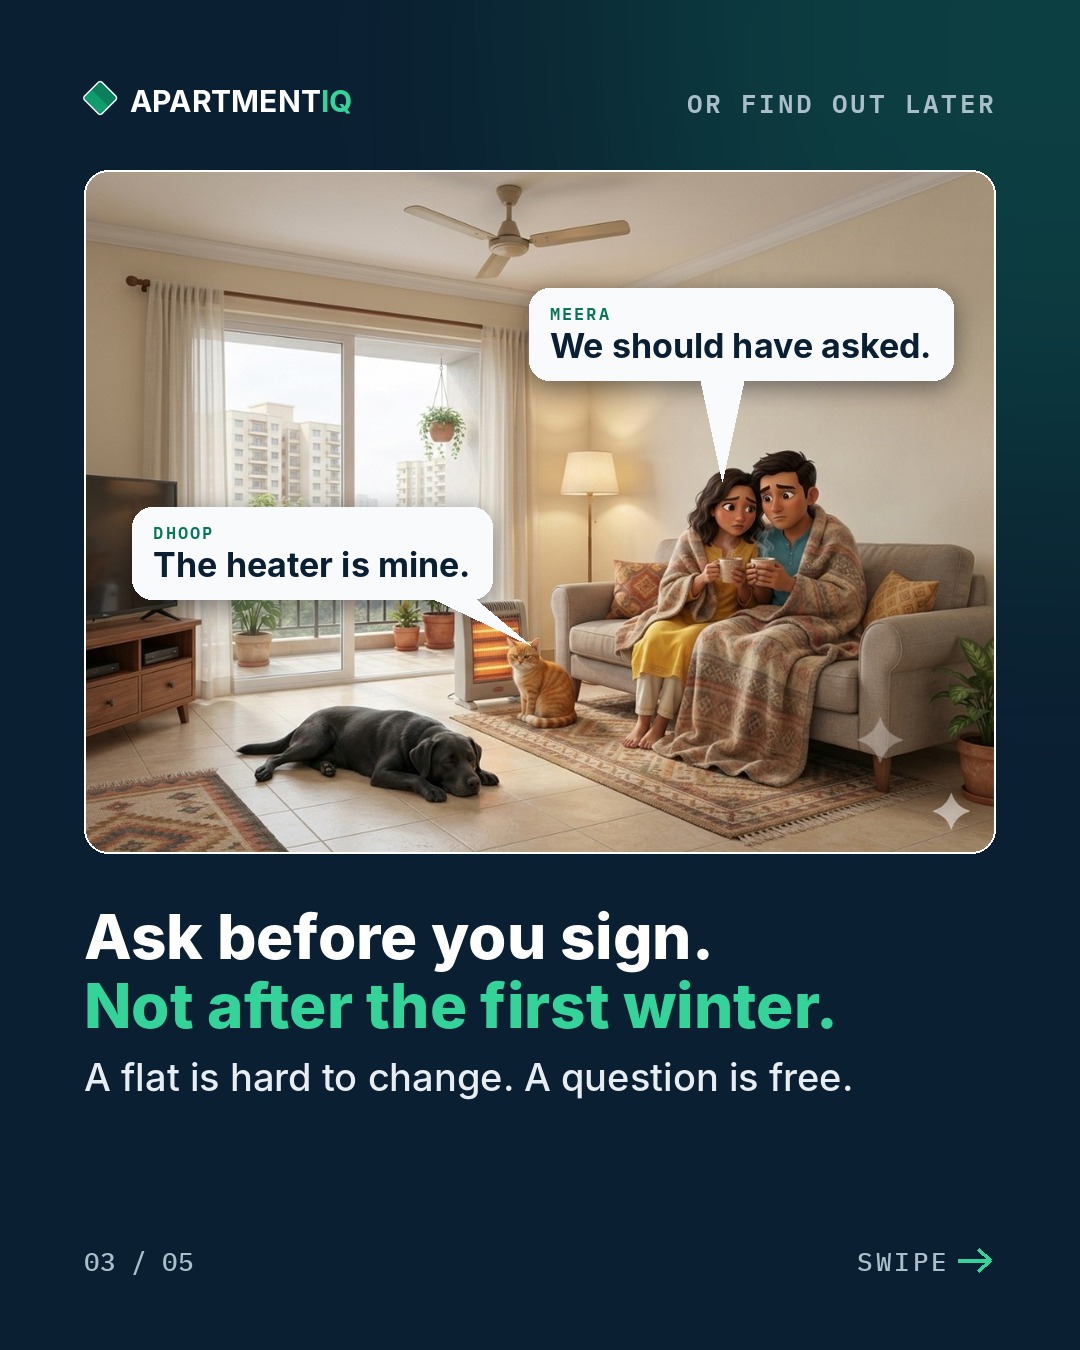 APARTMENTIQ
OR FIND OUT LATER
MEERA
We should have asked.
DHOOP
The heater is mine.
Ask before you sign.
Not after the first winter.
A flat is hard to change. A question is free.
03 / 05
SWIPE →